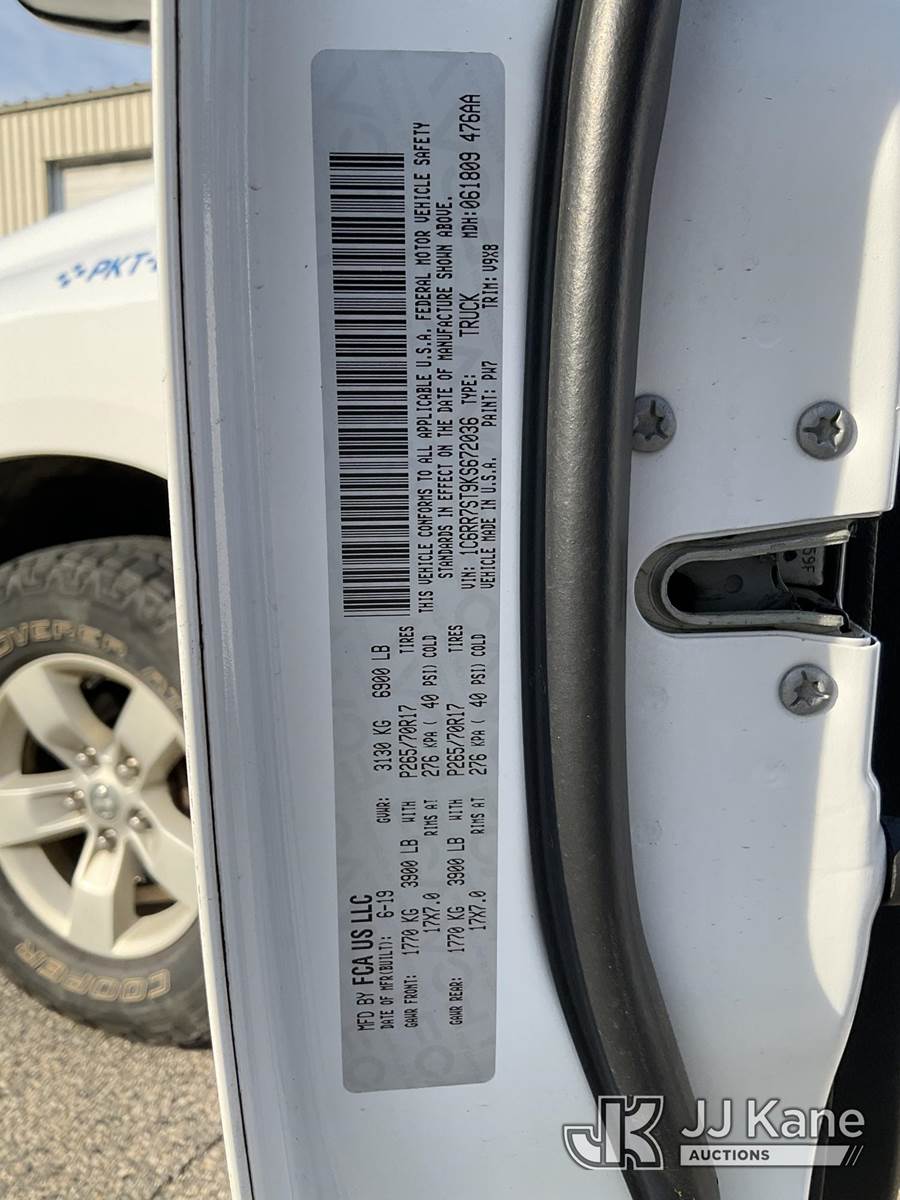 MFD BY FCA US LLC
DATE OF MFR(BUILT): 6-19 GVWR: 3130 KG 6900 LB
GAWR FRONT: 1770 KG 3900 LB WITH P265/70R17 TIRES
17X7.0 RIMS AT 276 KPA ( 40 PSI) COLD
GAWR REAR: 1770 KG 3900 LB WITH P265/70R17 TIRES
17X7.0 RIMS AT 276 KPA ( 40 PSI) COLD
THIS VEHICLE CONFORMS TO ALL APPLICABLE U.S.A. FEDERAL MOTOR VEHICLE SAFETY
STANDARDS IN EFFECT ON THE DATE OF MANUFACTURE SHOWN ABOVE.
VIN: 1C6RR7ST9KS672036 TYPE: TRUCK MDH:061809 476AA
VEHICLE MADE IN U.S.A. PAINT: PW7 TRIM: V9X8
PKT-
COOPER
59F
JK JJ Kane
AUCTIONS